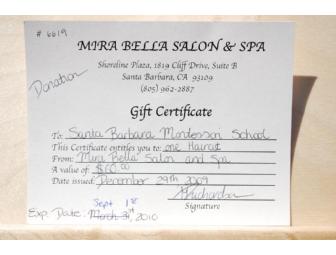 # 6619
MIRA BELLA SALON & SPA
Shoreline Plaza, 1819 Cliff Drive, Suite B
Santa Barbara, CA 93109
(805) 962-2887
Donation
Gift Certificate
To: Santa Barbara Montessori School
This Certificate entitles you to: one Haircut
From: Mira Bella Salon and Spa
A value of: $60.00
Date issued: December 29th 2009
Signature
Sept 1st
Exp. Date: March 31st, 2010